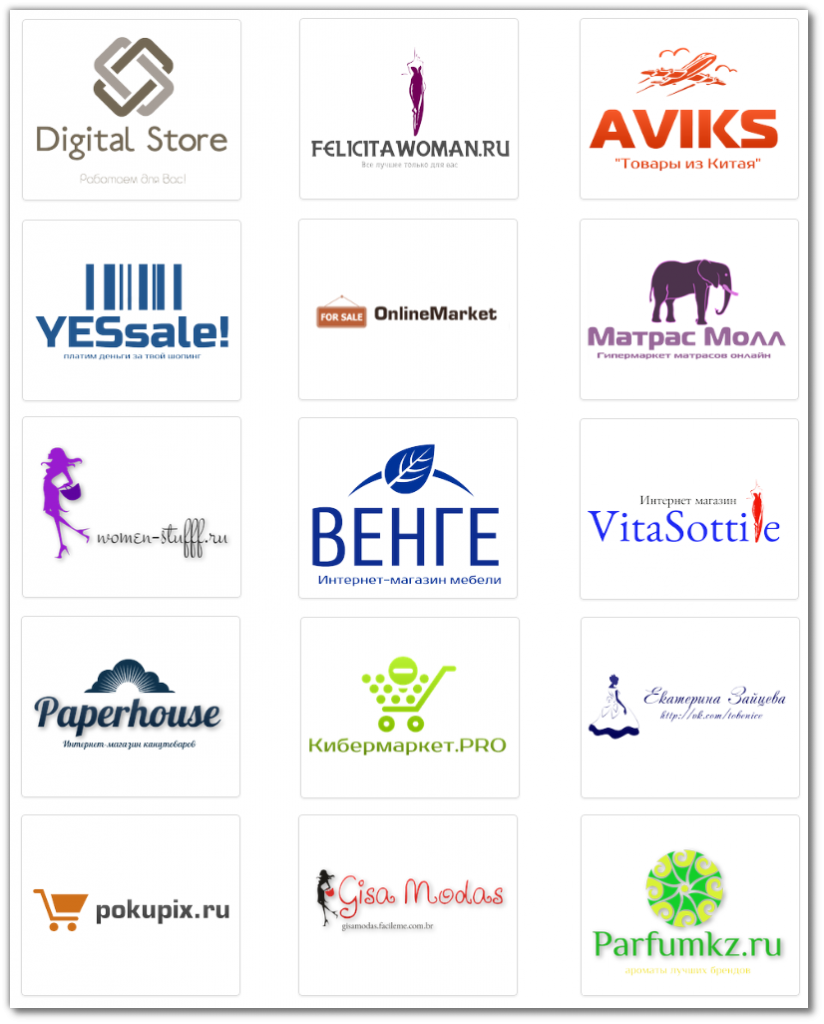 Digital Store
Работаем для Вас!
FELICITAWOMAN.RU
Все лучшее только для вас
AVIKS
"Товары из Китая"
YESsale!
платим деньги за твой шопинг
FOR SALE
OnlineMarket
Матрас Молл
Гипермаркет матрасов онлайн
women-stufff.ru
ВЕНГЕ
Интернет-магазин мебели
Интернет магазин
VitaSottile
Paperhouse
Интернет-магазин канцтоваров
Кибермаркет.PRO
Екатерина Зайцева
http://vk.com/tobenice
pokupix.ru
Gisa Modas
gisamodas.facileme.com.br
Parfumkz.ru
ароматы лучших брендов